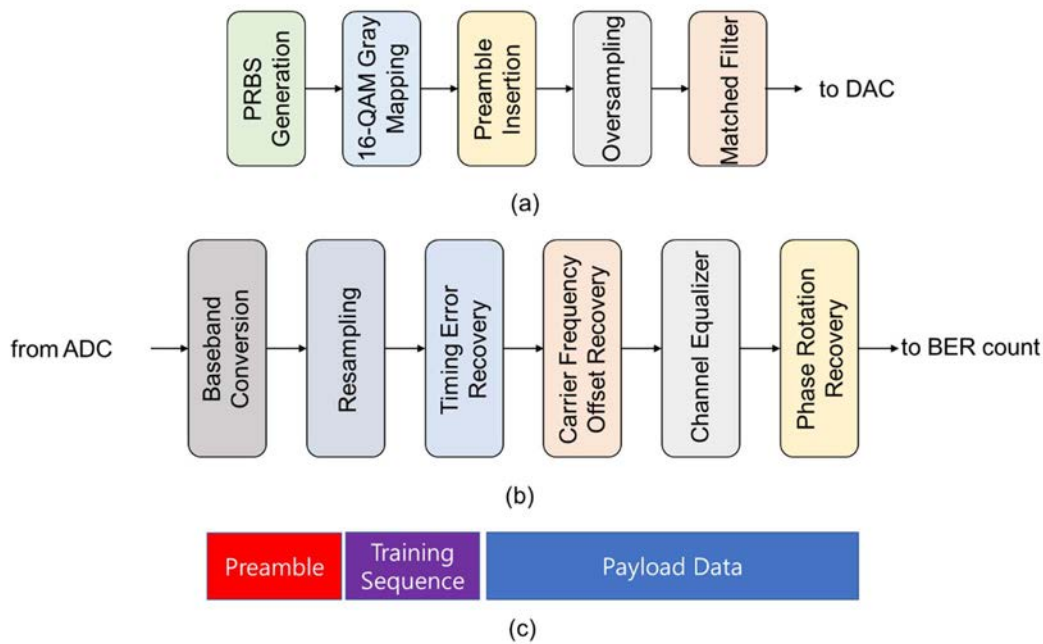 PRBS
Generation
16-QAM Gray
Mapping
Preamble
Insertion
Oversampling
Matched Filter
to DAC
(a)
from ADC
Baseband
Conversion
Resampling
Timing Error
Recovery
Carrier Frequency
Offset Recovery
Channel Equalizer
Phase Rotation
Recovery
to BER count
(b)
Preamble
Training
Sequence
Payload Data
(c)